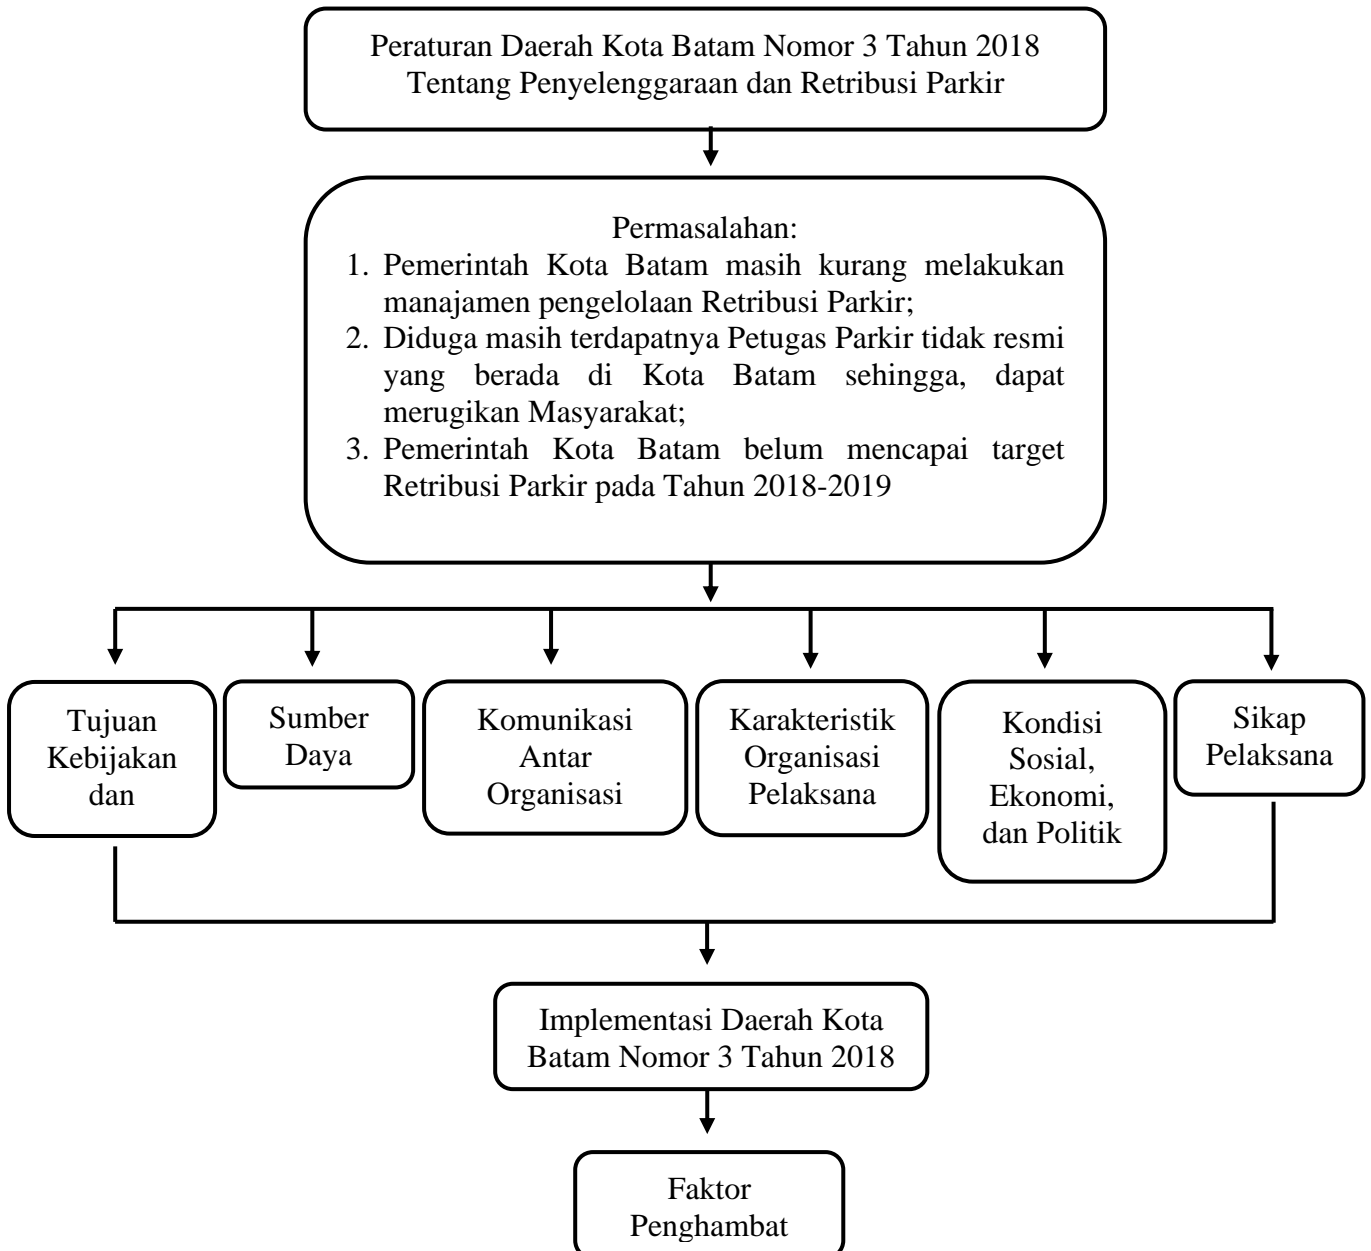 Peraturan Daerah Kota Batam Nomor 3 Tahun 2018
Tentang Penyelenggaraan dan Retribusi Parkir
Permasalahan:
1. Pemerintah Kota Batam masih kurang melakukan
manajamen pengelolaan Retribusi Parkir;
2. Diduga masih terdapatnya Petugas Parkir tidak resmi
yang berada di Kota Batam sehingga, dapat
merugikan Masyarakat;
3. Pemerintah Kota Batam belum mencapai target
Retribusi Parkir pada Tahun 2018-2019
Tujuan
Kebijakan
dan
Sumber
Daya
Komunikasi
Antar
Organisasi
Karakteristik
Organisasi
Pelaksana
Kondisi
Sosial,
Ekonomi,
dan Politik
Sikap
Pelaksana
Implementasi Daerah Kota
Batam Nomor 3 Tahun 2018
Faktor
Penghambat